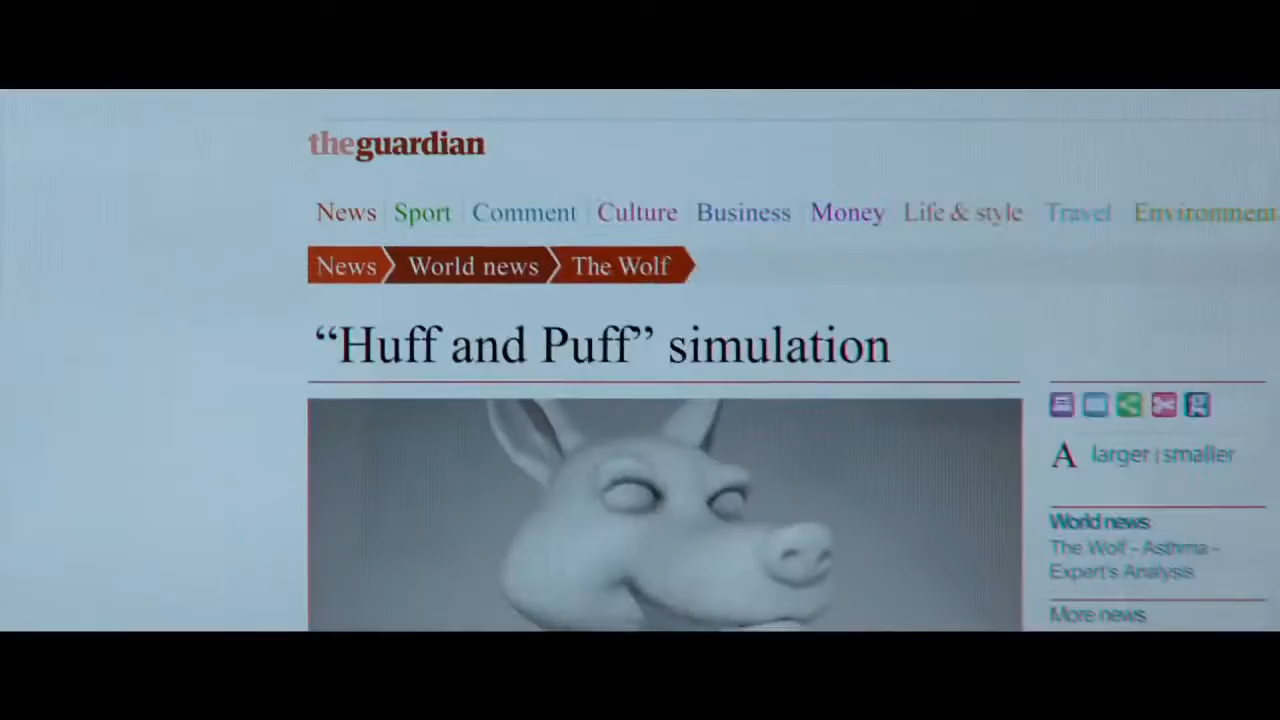 theguardian
News Sport Comment Culture Business Money Life & style Travel Environment
News World news The Wolf
“Huff and Puff” simulation
A larger | smaller
World news
The Wolf - Asthma -
Expert's Analysis
More news